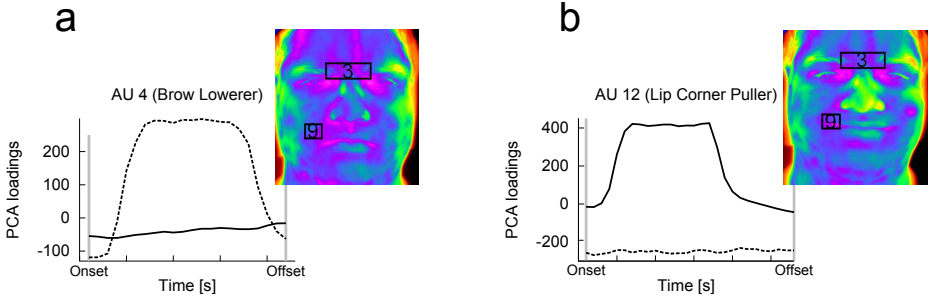 a
3
9
AU 4 (Brow Lowerer)
PCA loadings
200
100
0
-100
Onset
Offset
Time [s]
b
3
9
AU 12 (Lip Corner Puller)
PCA loadings
400
200
0
-200
Onset
Offset
Time [s]